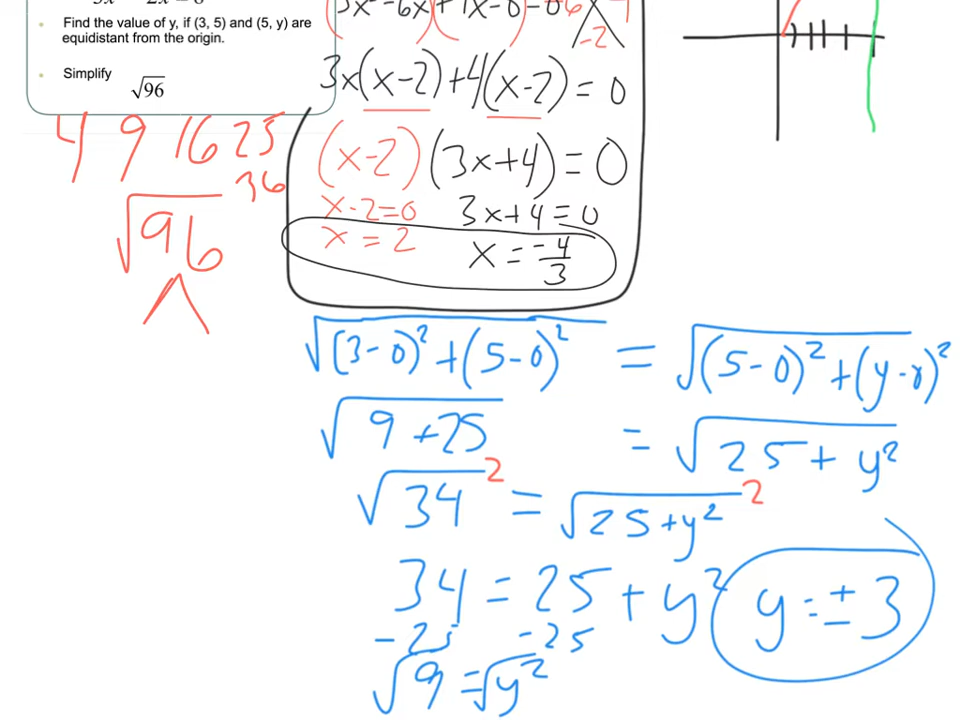 Find the value of y, if (3, 5) and (5, y) are
equidistant from the origin.
Simplify
√96
4 9 16 25
36
√96
-2
3x(x-2)+4(x-2)=0
(x-2)(3x+4)=0
x-2=0 3x+4=0
x=2 x=-4/3
√(3-0)²+(5-0)² = √(5-0)²+(y-0)²
√9+25 = √25+y²
√34² = √25+y²²
34 = 25 + y²
-25 -25
√9=√y²
y=±3